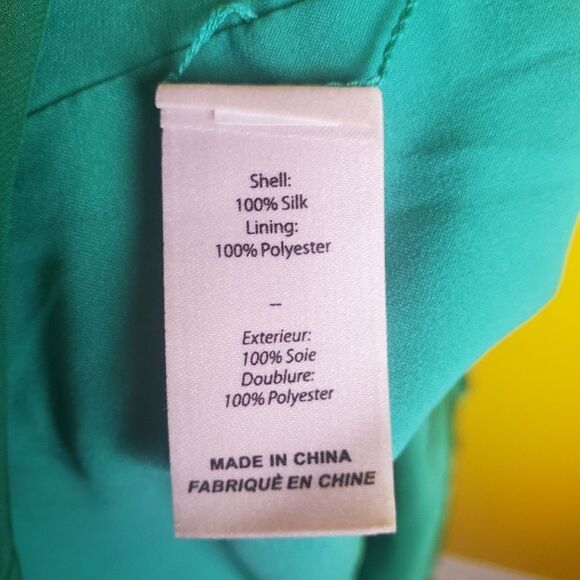 Shell:
100% Silk
Lining:
100% Polyester
--
Exterieur:
100% Soie
Doublure:
100% Polyester
MADE IN CHINA
FABRIQUÈ EN CHINE